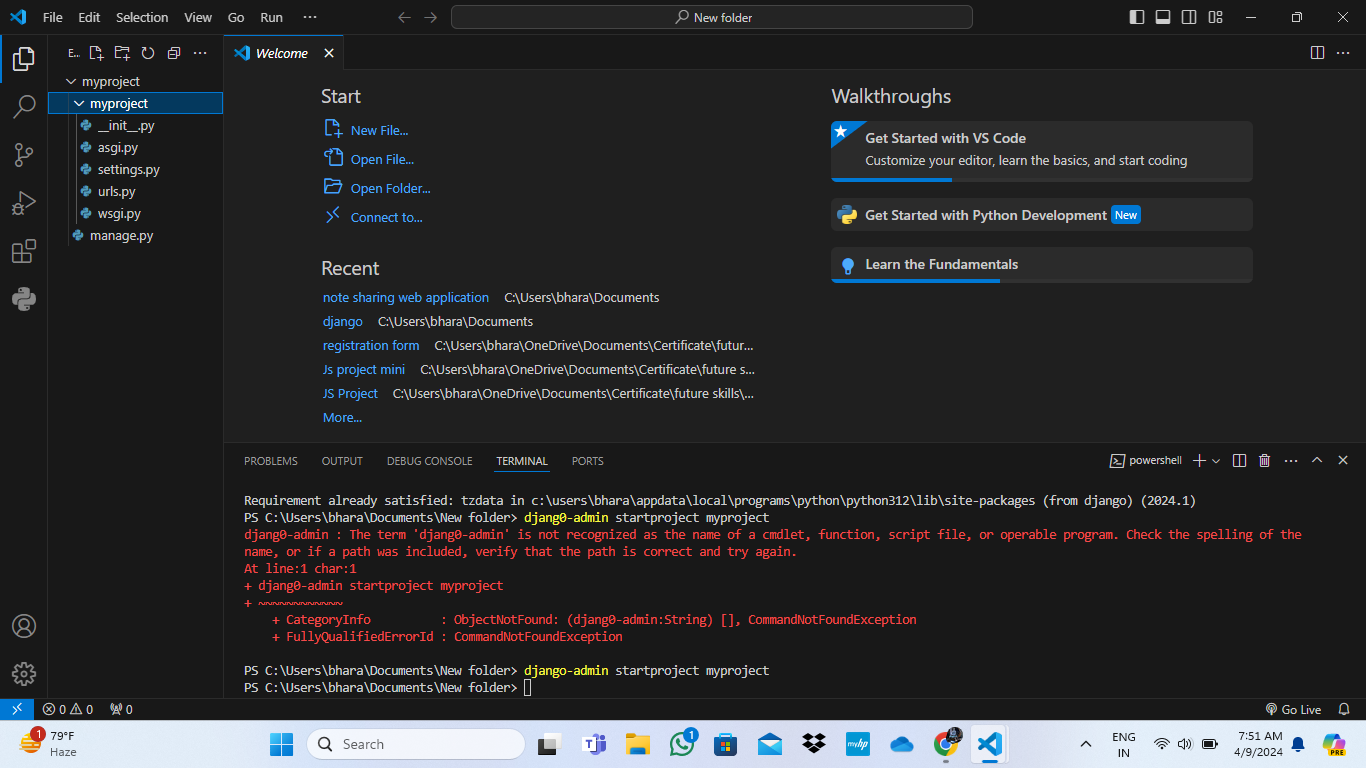 File Edit Selection View Go Run ···
New folder
E...
Welcome
myproject
myproject
__init__.py
asgi.py
settings.py
urls.py
wsgi.py
manage.py
Start
New File...
Open File...
Open Folder...
Connect to...
Recent
note sharing web application C:\Users\bhara\Documents
django C:\Users\bhara\Documents
registration form C:\Users\bhara\OneDrive\Documents\Certificate\futur...
Js project mini C:\Users\bhara\OneDrive\Documents\Certificate\future s...
JS Project C:\Users\bhara\OneDrive\Documents\Certificate\future skills\...
More...
Walkthroughs
Get Started with VS Code
Customize your editor, learn the basics, and start coding
Get Started with Python Development New
Learn the Fundamentals
PROBLEMS OUTPUT DEBUG CONSOLE TERMINAL PORTS
powershell
Requirement already satisfied: tzdata in c:\users\bhara\appdata\local\programs\python\python312\lib\site-packages (from django) (2024.1)
PS C:\Users\bhara\Documents\New folder> djang0-admin startproject myproject
djang0-admin : The term 'djang0-admin' is not recognized as the name of a cmdlet, function, script file, or operable program. Check the spelling of the
name, or if a path was included, verify that the path is correct and try again.
At line:1 char:1
+ djang0-admin startproject myproject
+ ~~~~~~~~~~~~
+ CategoryInfo : ObjectNotFound: (djang0-admin:String) [], CommandNotFoundException
+ FullyQualifiedErrorId : CommandNotFoundException
PS C:\Users\bhara\Documents\New folder> django-admin startproject myproject
PS C:\Users\bhara\Documents\New folder>
0 0 0
Go Live
1
79°F
Haze
Search
1
myhp
ENG
IN
7:51 AM
4/9/2024
PRE